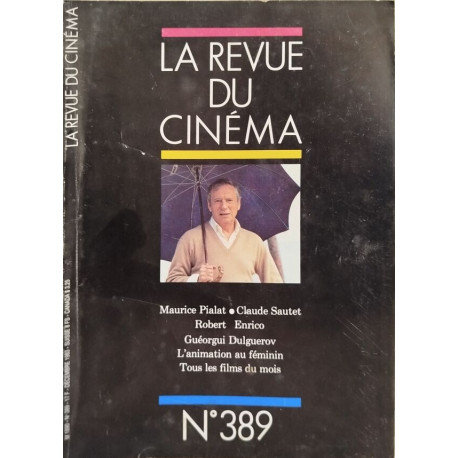 LA REVUE DU CINÉMA
LA REVUE
DU
CINÉMA
Maurice Pialat • Claude Sautet
Robert Enrico
Guéorgui Dulguerov
L'animation au féminin
Tous les films du mois
N°389